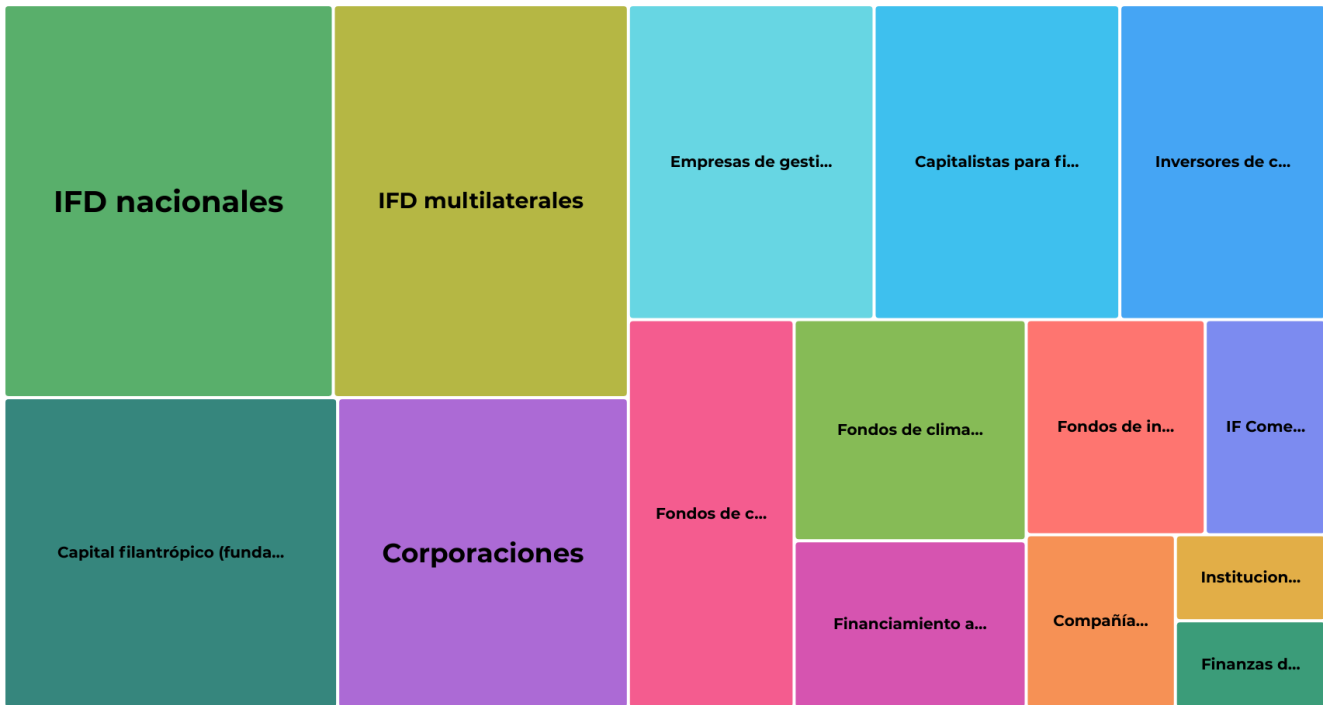 IFD nacionales
IFD multilaterales
Empresas de gesti...
Capitalistas para fi...
Inversores de c...
Capital filantrópico (funda...
Corporaciones
Fondos de c...
Fondos de clima...
Fondos de in...
IF Come...
Financiamiento a...
Compañía...
Institucion...
Finanzas d...